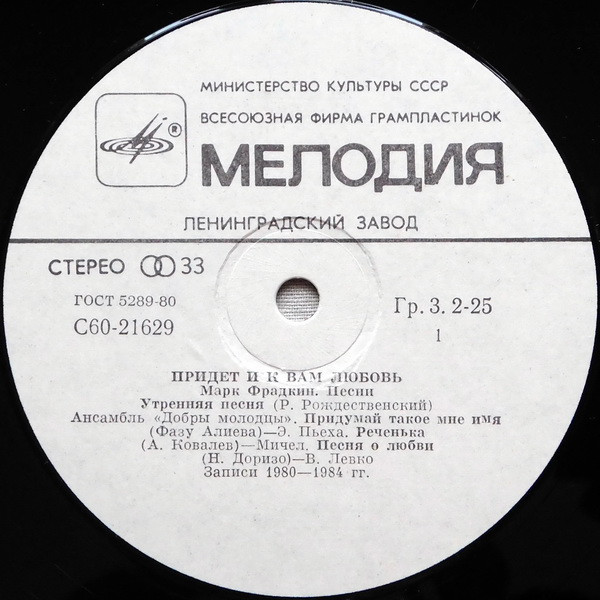 МИНИСТЕРСТВО КУЛЬТУРЫ СССР
ВСЕСОЮЗНАЯ ФИРМА ГРАМПЛАСТИНОК
®
МЕЛОДИЯ
ЛЕНИНГРАДСКИЙ ЗАВОД
СТЕРЕО 33
ГОСТ 5289-80
Гр. 3. 2-25
С60-21629
1
ПРИДЕТ И К ВАМ ЛЮБОВЬ
Марк Фрадкин. Песни
Утренняя песня (Р. Рождественский)
Ансамбль «Добры молодцы». Придумай такое мне имя
(Фазу Алиева)—Э. Пьеха. Реченька
(А. Ковалев)—Мичел. Песня о любви
(Н. Доризо)—В. Левко
Записи 1980—1984 гг.